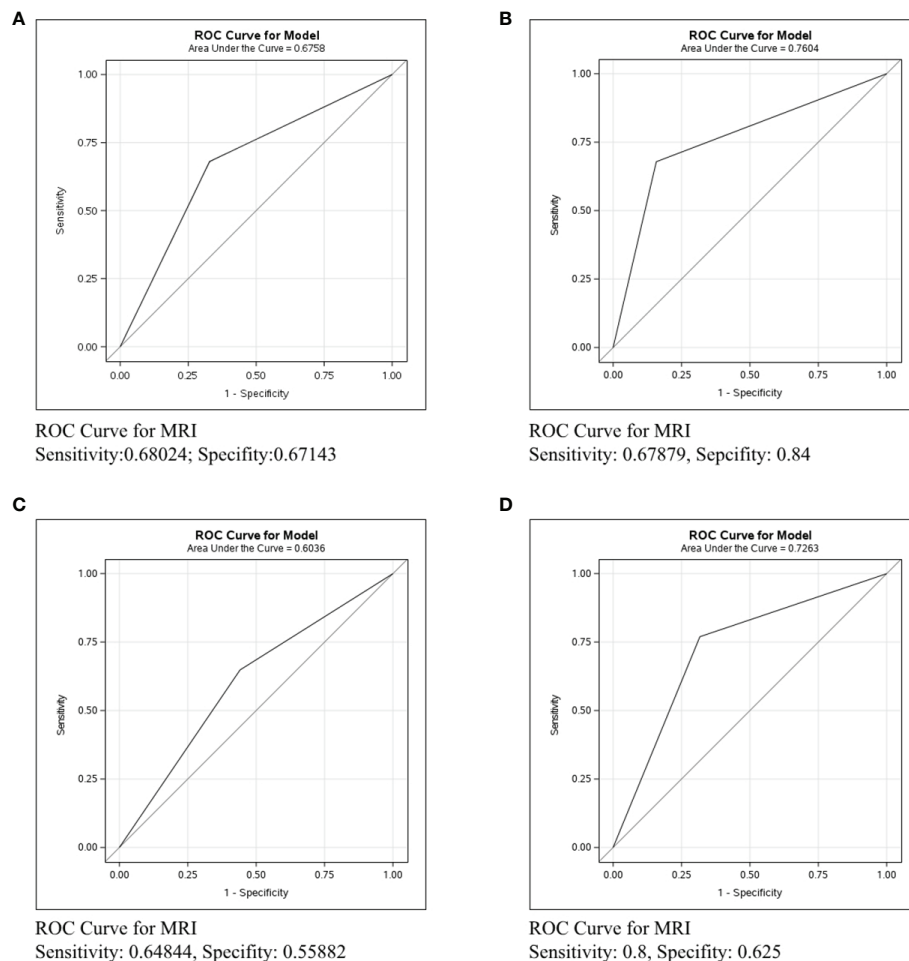 A
ROC Curve for Model
Area Under the Curve = 0.6758
1.00
0.75
0.50
0.25
0.00
Sensitivity
0.00 0.25 0.50 0.75 1.00
1 - Specificity
ROC Curve for MRI
Sensitivity:0.68024; Specifity:0.67143
B
ROC Curve for Model
Area Under the Curve = 0.7604
1.00
0.75
0.50
0.25
0.00
Sensitivity
0.00 0.25 0.50 0.75 1.00
1 - Specificity
ROC Curve for MRI
Sensitivity: 0.67879, Sepcifity: 0.84
C
ROC Curve for Model
Area Under the Curve = 0.6036
1.00
0.75
0.50
0.25
0.00
Sensitivity
0.00 0.25 0.50 0.75 1.00
1 - Specificity
ROC Curve for MRI
Sensitivity: 0.64844, Specifity: 0.55882
D
ROC Curve for Model
Area Under the Curve = 0.7263
1.00
0.75
0.50
0.25
0.00
Sensitivity
0.00 0.25 0.50 0.75 1.00
1 - Specificity
ROC Curve for MRI
Sensitivity: 0.8, Specifity: 0.625